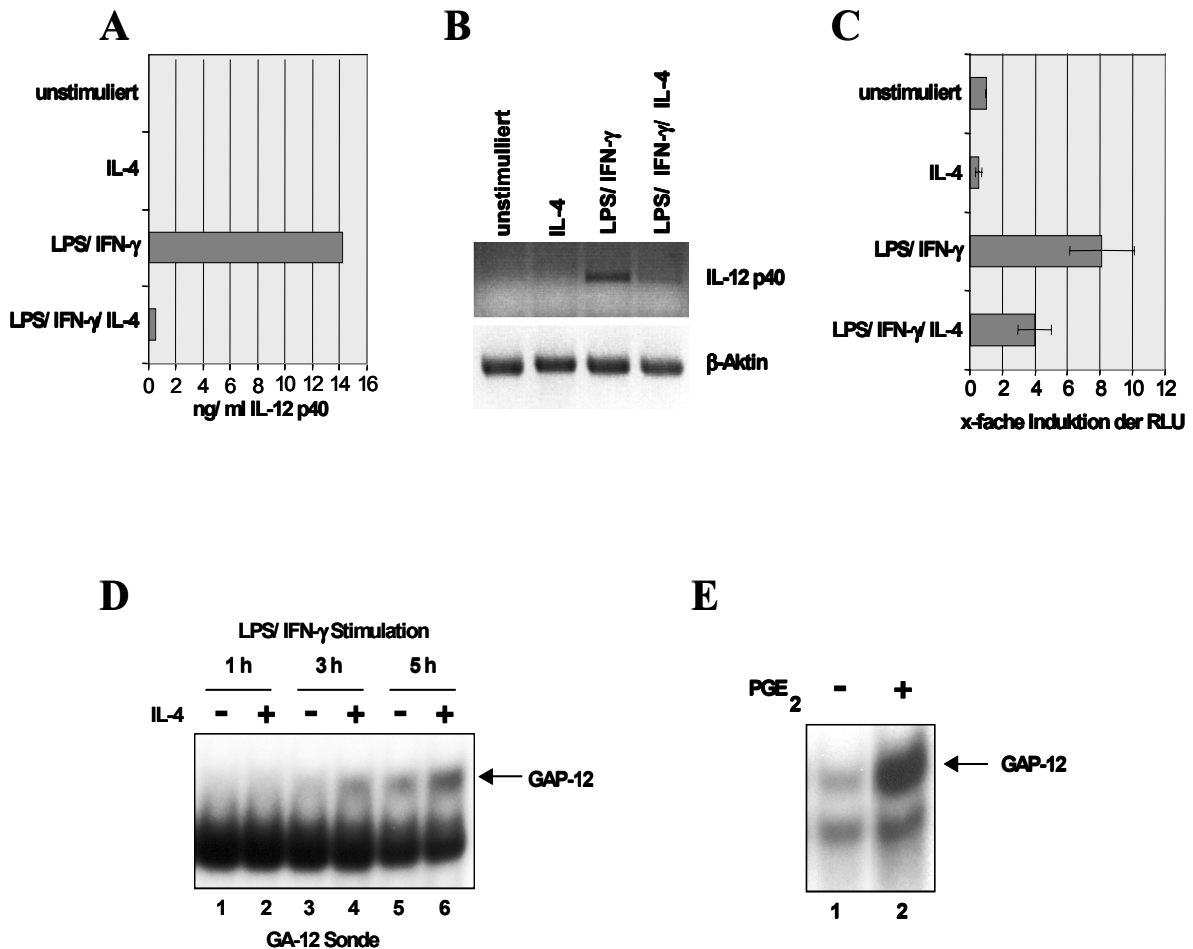 A
unstimuliert
IL-4
LPS/ IFN-γ
LPS/ IFN-γ/ IL-4
0 2 4 6 8 10 12 14 16
ng/ ml IL-12 p40
B
unstimulliert
IL-4
LPS/ IFN-γ
LPS/ IFN-γ/ IL-4
IL-12 p40
β-Aktin
C
unstimuliert
IL-4
LPS/ IFN-γ
LPS/ IFN-γ/ IL-4
0 2 4 6 8 10 12
x-fache Induktion der RLU
D
LPS/ IFN-γ Stimulation
1 h 3 h 5 h
IL-4 - + - + - +
GAP-12
1 2 3 4 5 6
GA-12 Sonde
E
PGE2 - +
GAP-12
1 2